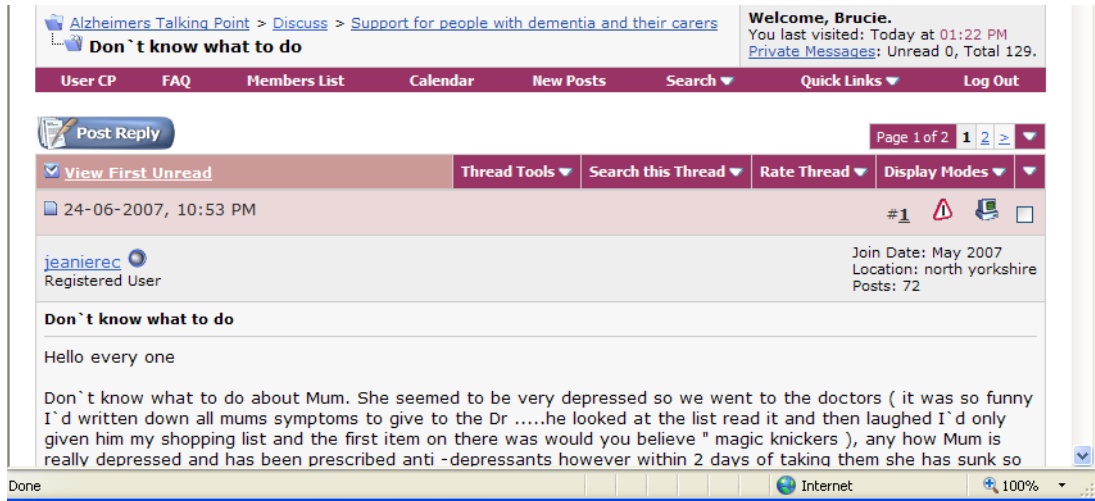 Alzheimers Talking Point > Discuss > Support for people with dementia and their carers
Don`t know what to do
Welcome, Brucie.
You last visited: Today at 01:22 PM
Private Messages: Unread 0, Total 129.
User CP FAQ Members List Calendar New Posts Search Quick Links Log Out
Post Reply
Page 1 of 2 1 2 >
View First Unread Thread Tools Search this Thread Rate Thread Display Modes
24-06-2007, 10:53 PM #1
jeanierec
Registered User
Join Date: May 2007
Location: north yorkshire
Posts: 72
Don`t know what to do
Hello every one
Don`t know what to do about Mum. She seemed to be very depressed so we went to the doctors ( it was so funny
I`d written down all mums symptoms to give to the Dr .....he looked at the list read it and then laughed I`d only
given him my shopping list and the first item on there was would you believe " magic knickers ), any how Mum is
really depressed and has been prescribed anti -depressants however within 2 days of taking them she has sunk so
Done Internet 100%